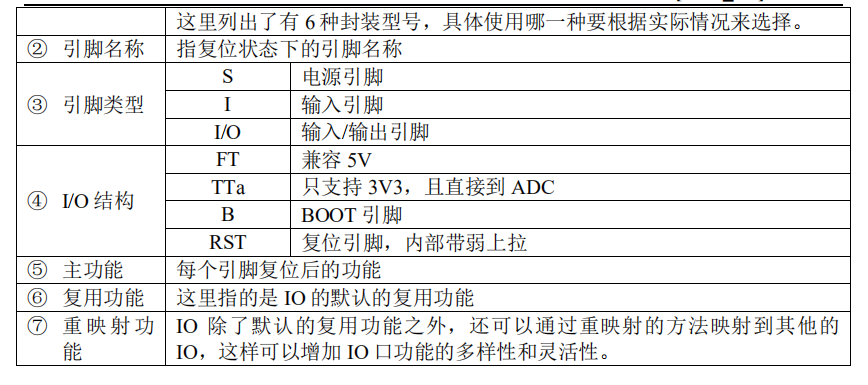 这里列出了有 6 种封装型号，具体使用哪一种要根据实际情况来选择。
② 引脚名称 指复位状态下的引脚名称
③ 引脚类型 S 电源引脚
I 输入引脚
I/O 输入/输出引脚
④ I/O 结构 FT 兼容 5V
TTa 只支持 3V3，且直接到 ADC
B BOOT 引脚
RST 复位引脚，内部带弱上拉
⑤ 主功能 每个引脚复位后的功能
⑥ 复用功能 这里指的是 IO 的默认的复用功能
⑦ 重映射功能 IO 除了默认的复用功能之外，还可以通过重映射的方法映射到其他的
IO，这样可以增加 IO 口功能的多样性和灵活性。